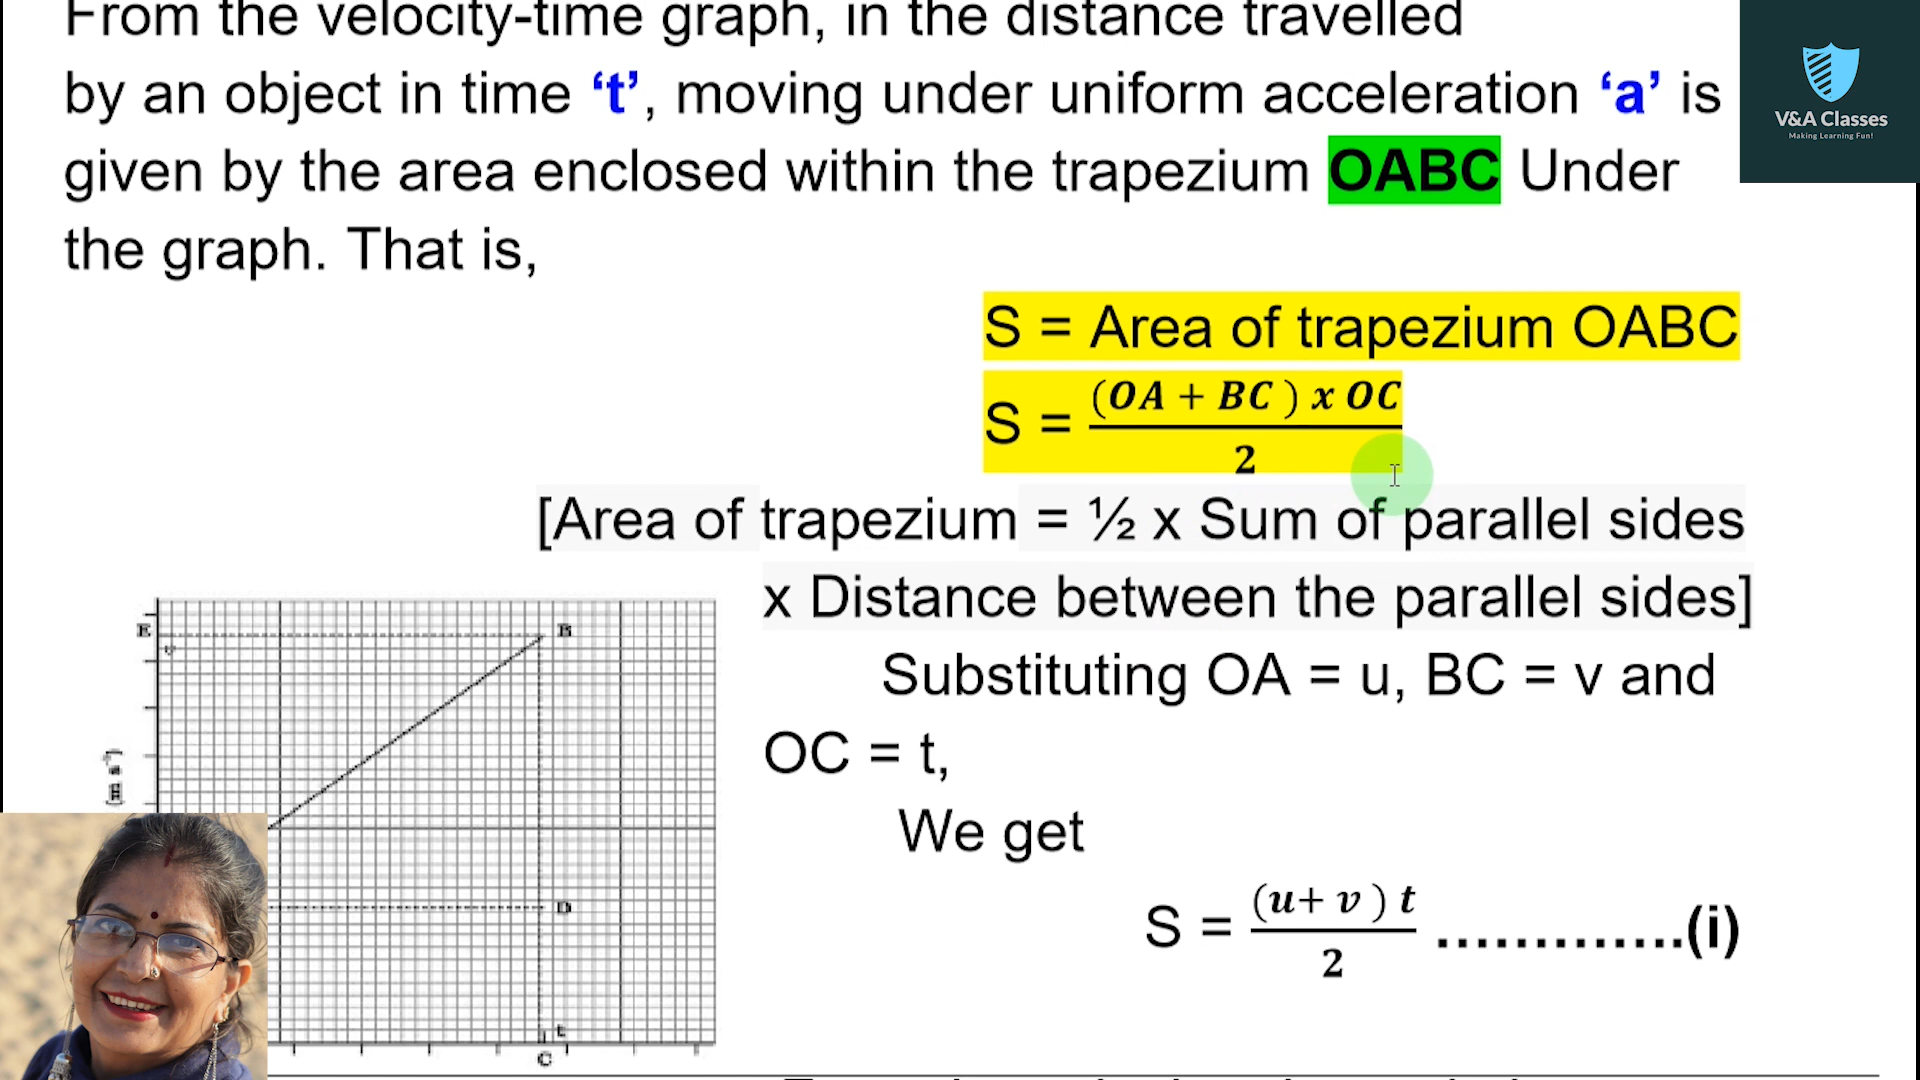 From the velocity-time graph, in the distance travelled
by an object in time ‘t’, moving under uniform acceleration ‘a’ is
given by the area enclosed within the trapezium OABC Under
the graph. That is,
V&A Classes
Making Learning Fun!
S = Area of trapezium OABC
S = (OA + BC ) x OC / 2
[Area of trapezium = ½ x Sum of parallel sides
x Distance between the parallel sides]
Substituting OA = u, BC = v and
OC = t,
We get
S = (u+ v ) t / 2 .............(i)
E
B
v
D
t
C